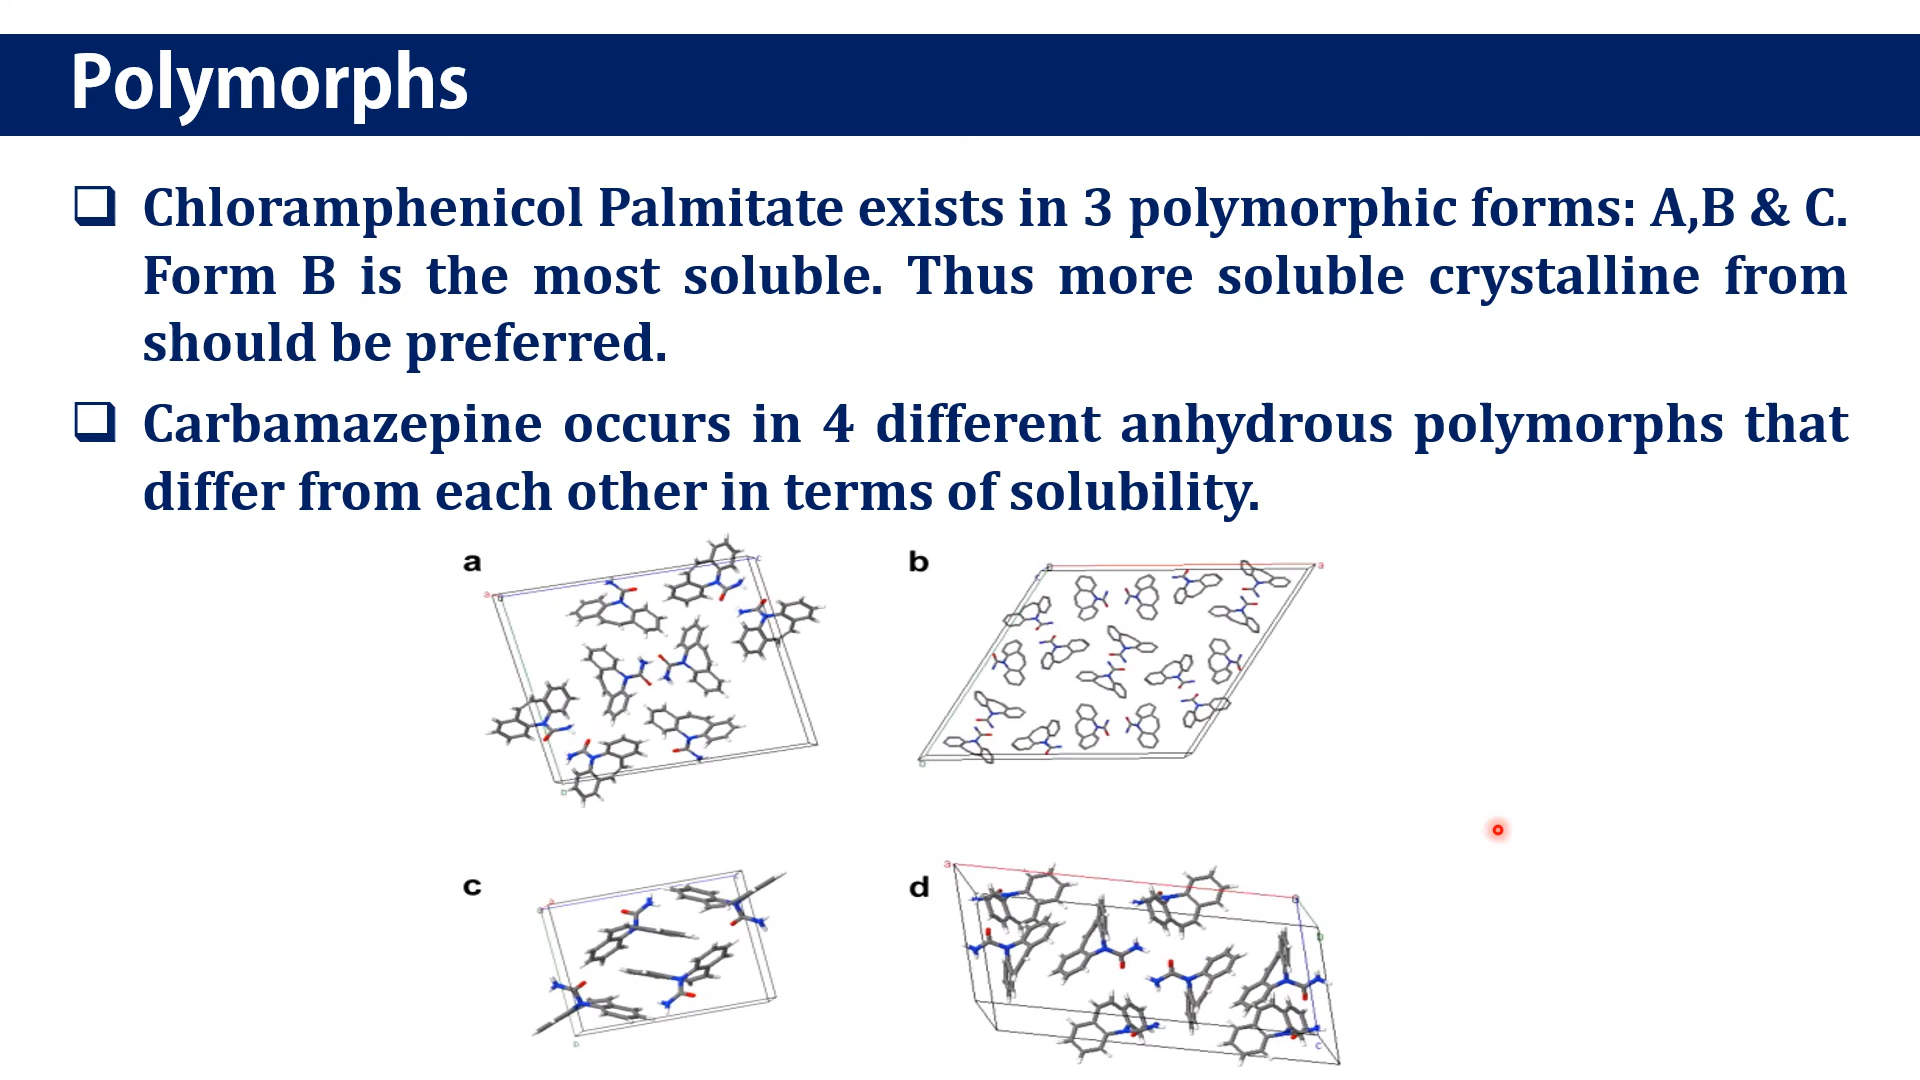 Polymorphs
❑ Chloramphenicol Palmitate exists in 3 polymorphic forms: A,B & C.
Form B is the most soluble. Thus more soluble crystalline from
should be preferred.
❑ Carbamazepine occurs in 4 different anhydrous polymorphs that
differ from each other in terms of solubility.
a
b
c
d